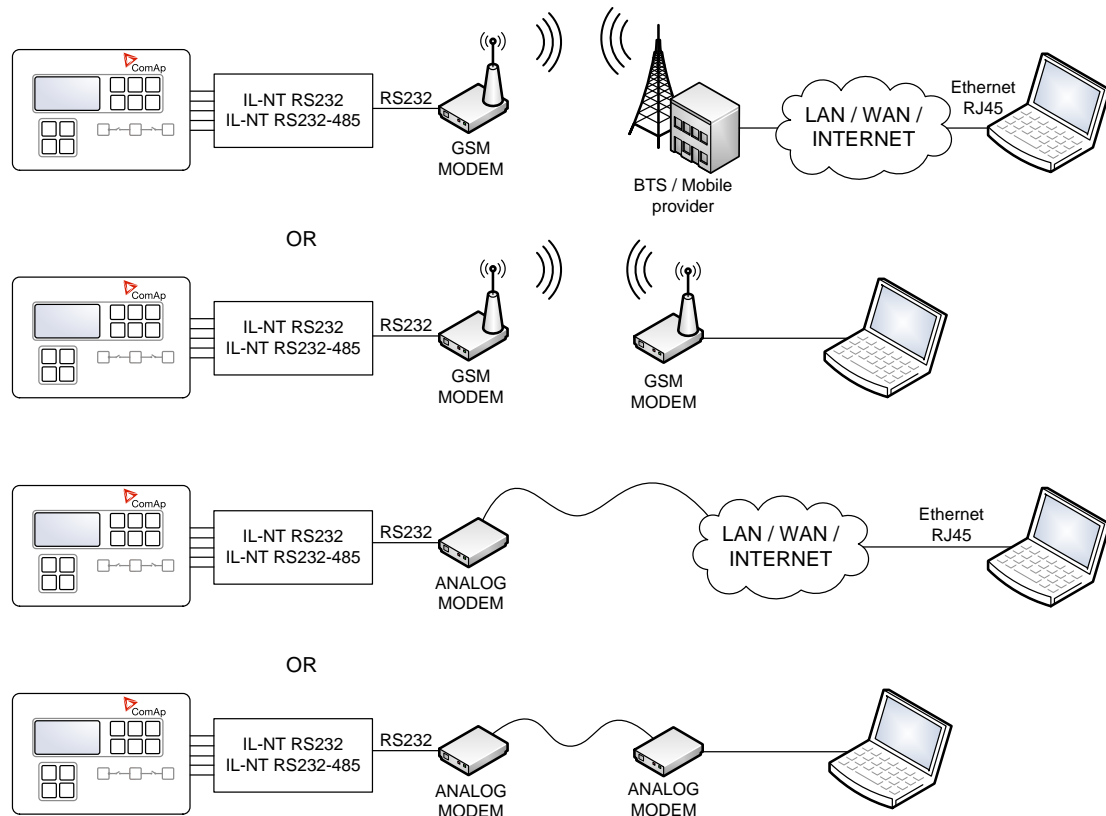 ComAp
IL-NT RS232
IL-NT RS232-485
RS232
GSM
MODEM
BTS / Mobile
provider
LAN / WAN /
INTERNET
Ethernet
RJ45
OR
ComAp
IL-NT RS232
IL-NT RS232-485
RS232
GSM
MODEM
GSM
MODEM
ComAp
IL-NT RS232
IL-NT RS232-485
RS232
ANALOG
MODEM
LAN / WAN /
INTERNET
Ethernet
RJ45
OR
ComAp
IL-NT RS232
IL-NT RS232-485
RS232
ANALOG
MODEM
ANALOG
MODEM